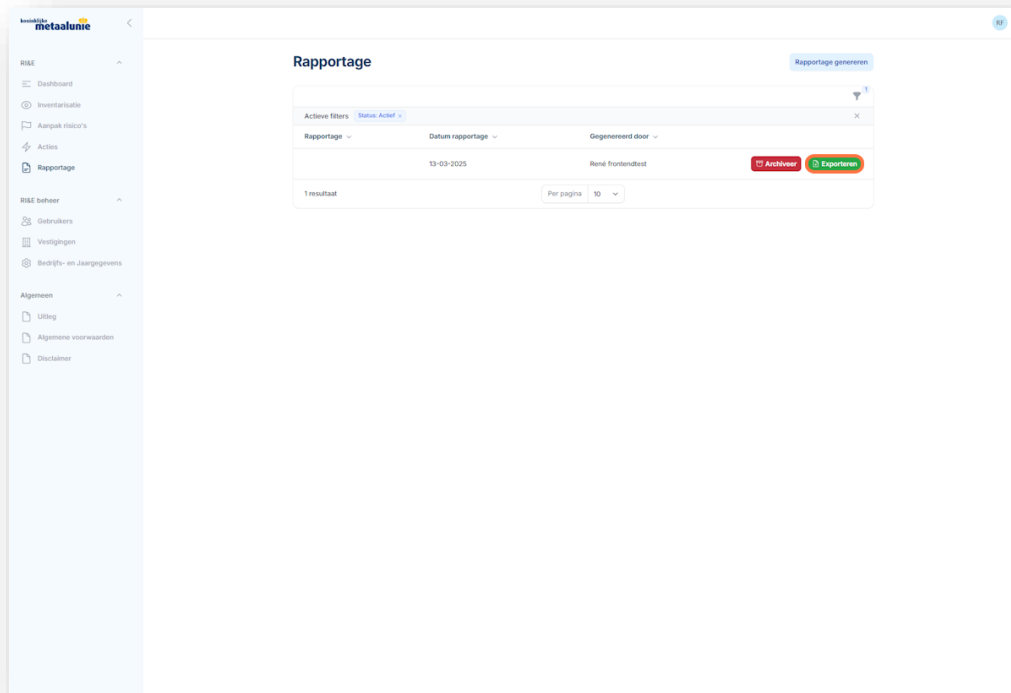 koninklijke
metaalunie
RF
RI&E
Dashboard
Inventarisatie
Aanpak risico's
Acties
Rapportage
RI&E beheer
Gebruikers
Vestigingen
Bedrijfs- en Jaargegevens
Algemeen
Uitleg
Algemene voorwaarden
Disclaimer
Rapportage
Rapportage genereren
1
Actieve filters Status: Actief ×
Rapportage Datum rapportage Gegenereerd door
13-03-2025 René frontendtest Archiveer Exporteren
1 resultaat Per pagina 10